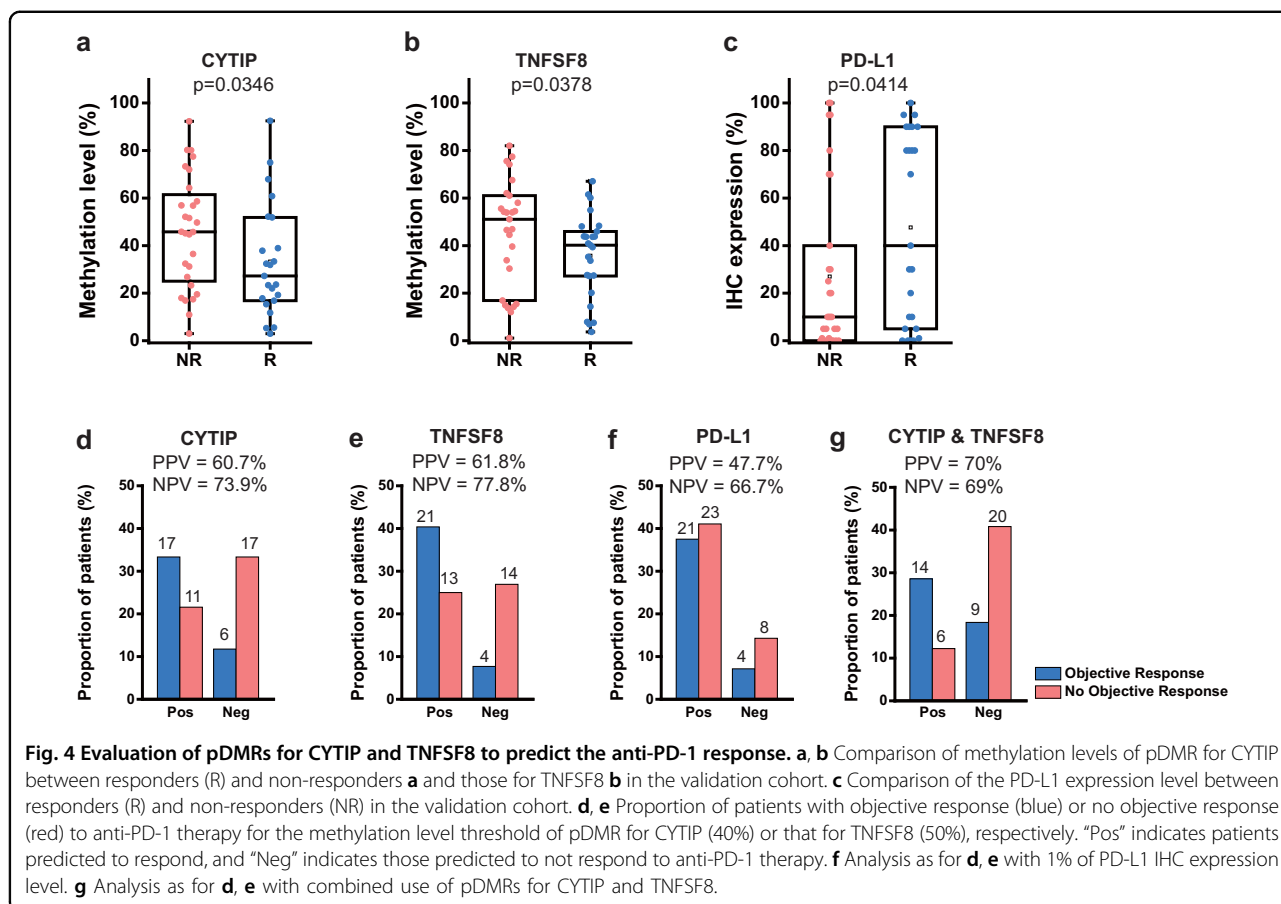 a
CYTIP
p=0.0346
Methylation level (%)
100
80
60
40
20
0
NR R
b
TNFSF8
p=0.0378
Methylation level (%)
100
80
60
40
20
0
NR R
c
PD-L1
p=0.0414
IHC expression (%)
100
80
60
40
20
0
NR R
d
CYTIP
PPV = 60.7%
NPV = 73.9%
Proportion of patients (%)
50
40
30
20
10
0
17 11 6 17
Pos Neg
e
TNFSF8
PPV = 61.8%
NPV = 77.8%
Proportion of patients (%)
50
40
30
20
10
0
21 13 4 14
Pos Neg
f
PD-L1
PPV = 47.7%
NPV = 66.7%
Proportion of patients (%)
50
40
30
20
10
0
21 23 4 8
Pos Neg
g
CYTIP & TNFSF8
PPV = 70%
NPV = 69%
Proportion of patients (%)
50
40
30
20
10
0
14 6 9 20
Pos Neg
Objective Response
No Objective Response
Fig. 4 Evaluation of pDMRs for CYTIP and TNFSF8 to predict the anti-PD-1 response. a, b Comparison of methylation levels of pDMR for CYTIP
between responders (R) and non-responders a and those for TNFSF8 b in the validation cohort. c Comparison of the PD-L1 expression level between
responders (R) and non-responders (NR) in the validation cohort. d, e Proportion of patients with objective response (blue) or no objective response
(red) to anti-PD-1 therapy for the methylation level threshold of pDMR for CYTIP (40%) or that for TNFSF8 (50%), respectively. “Pos” indicates patients
predicted to respond, and “Neg” indicates those predicted to not respond to anti-PD-1 therapy. f Analysis as for d, e with 1% of PD-L1 IHC expression
level. g Analysis as for d, e with combined use of pDMRs for CYTIP and TNFSF8.